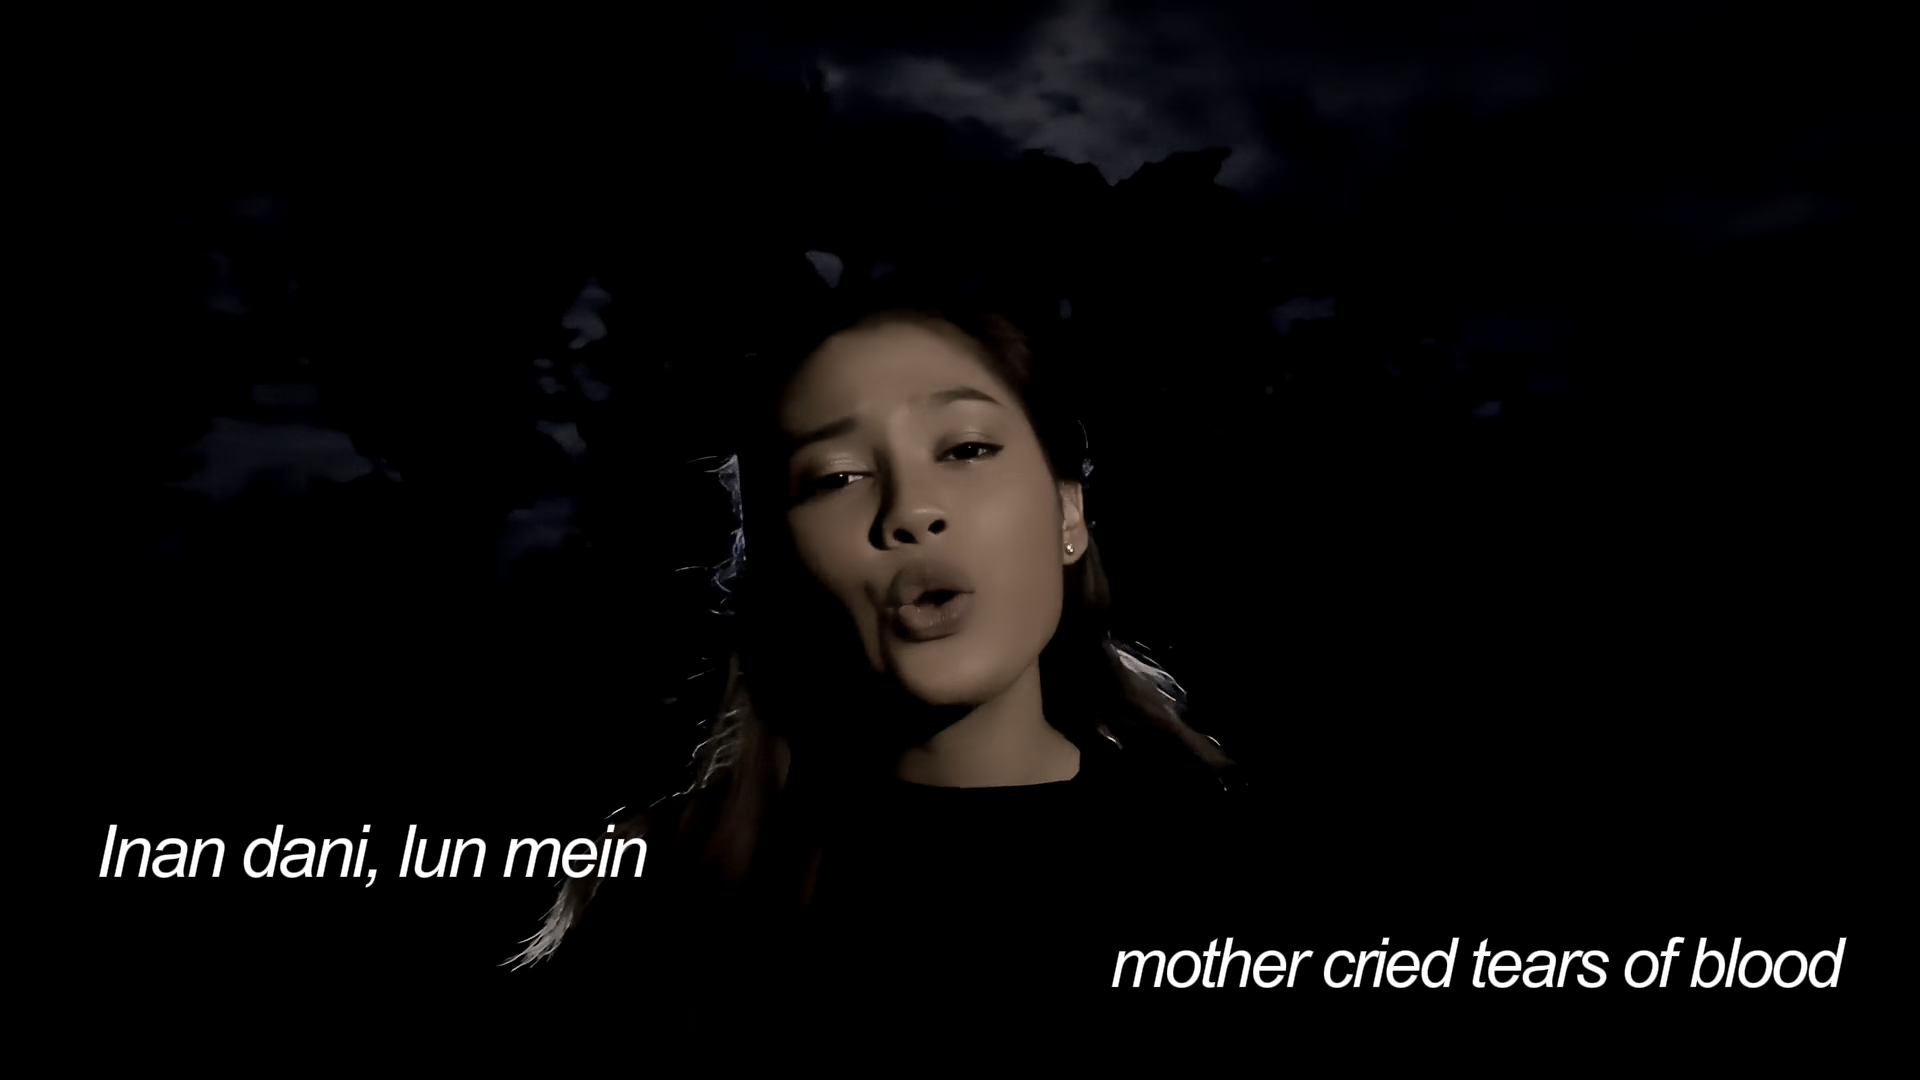 Inan dani, lun mein
mother cried tears of blood